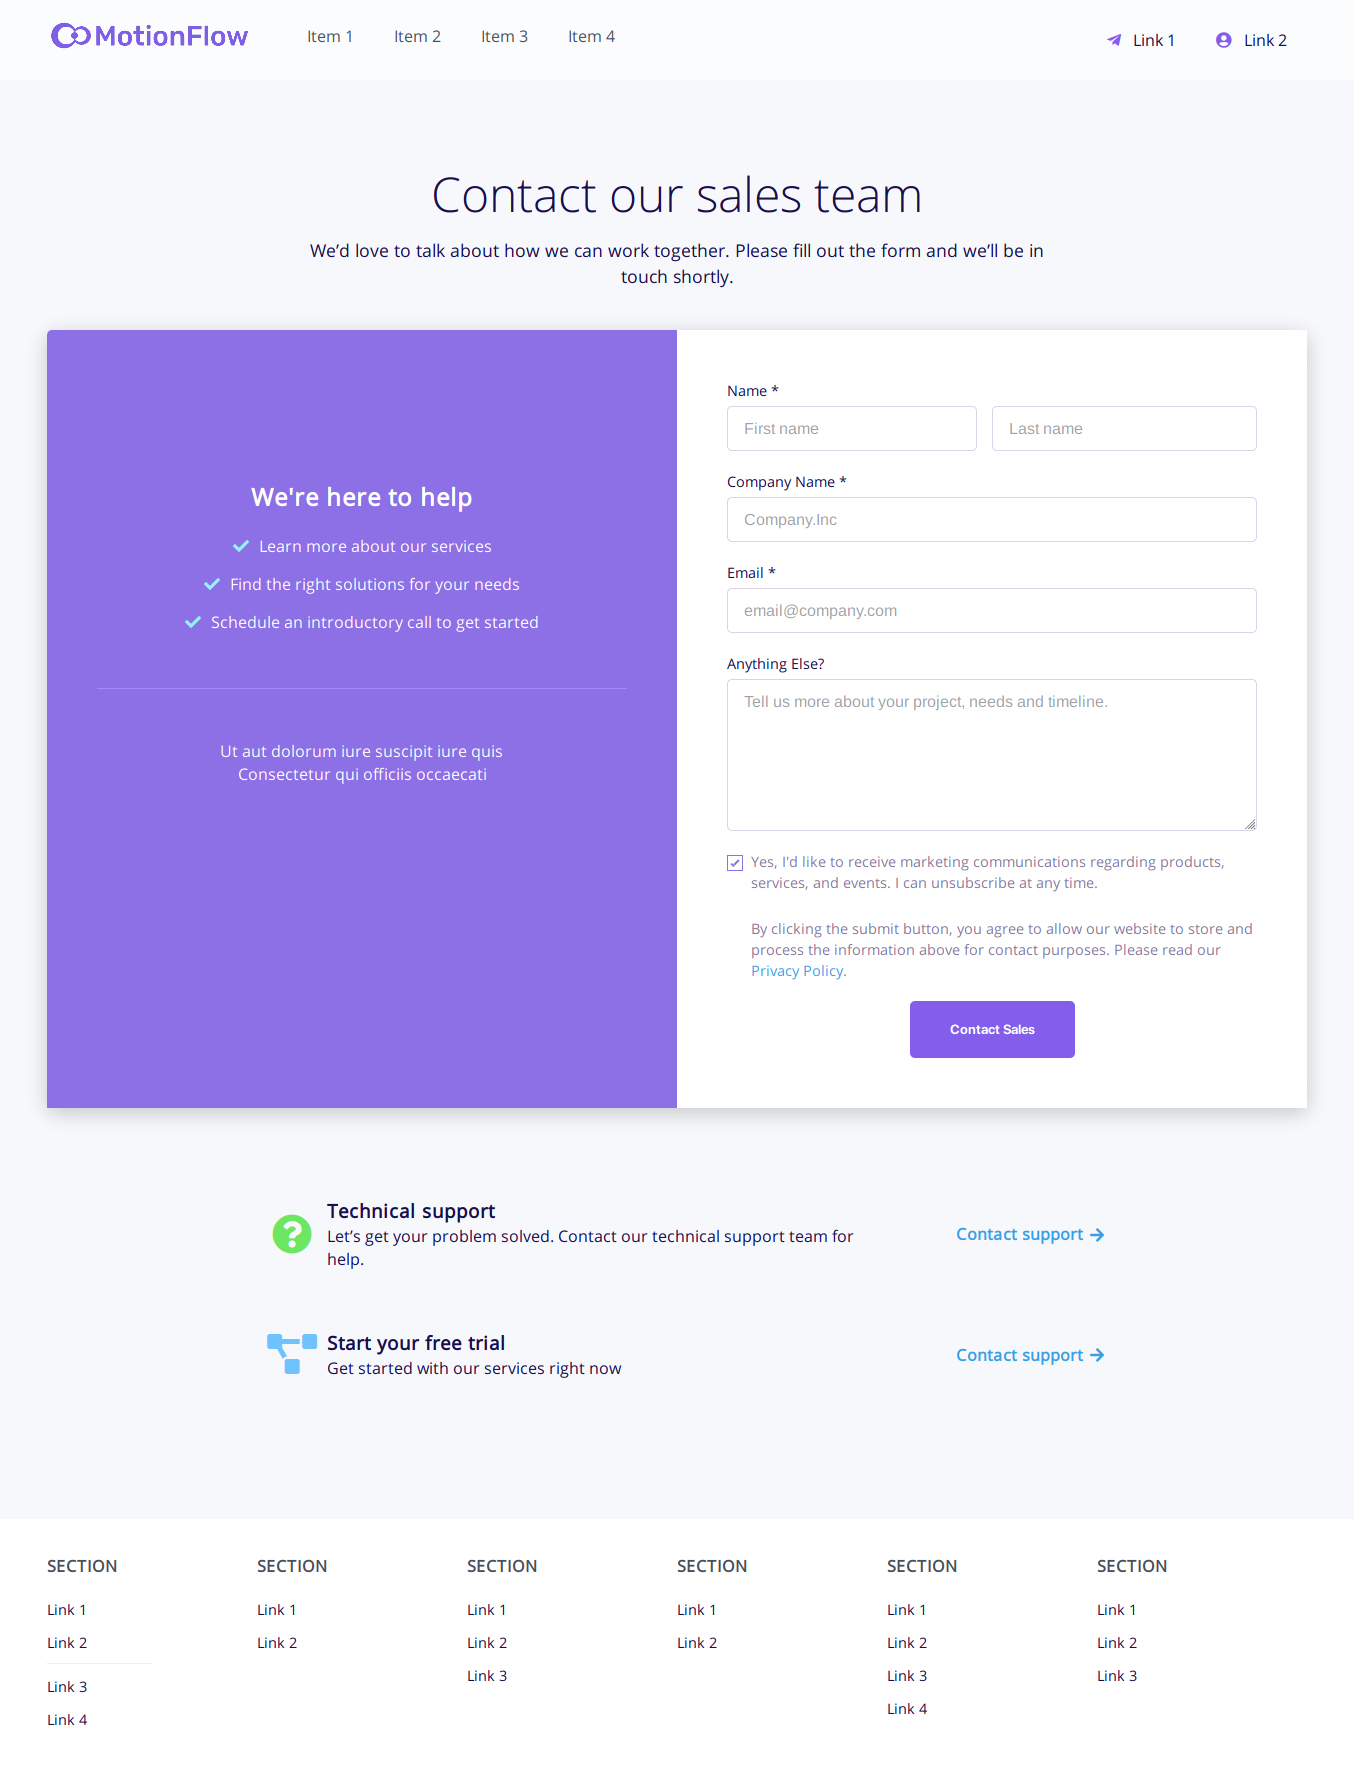 MotionFlow
Item 1
Item 2
Item 3
Item 4
Link 1
Link 2
Contact our sales team
We’d love to talk about how we can work together. Please fill out the form and we’ll be in
touch shortly.
We're here to help
Learn more about our services
Find the right solutions for your needs
Schedule an introductory call to get started
Ut aut dolorum iure suscipit iure quis
Consectetur qui officiis occaecati
Name *
First name
Last name
Company Name *
Company.Inc
Email *
email@company.com
Anything Else?
Tell us more about your project, needs and timeline.
Yes, I'd like to receive marketing communications regarding products,
services, and events. I can unsubscribe at any time.
By clicking the submit button, you agree to allow our website to store and
process the information above for contact purposes. Please read our
Privacy Policy.
Contact Sales
Technical support
Let’s get your problem solved. Contact our technical support team for
help.
Contact support
Start your free trial
Get started with our services right now
Contact support
SECTION
Link 1
Link 2
Link 3
Link 4
SECTION
Link 1
Link 2
SECTION
Link 1
Link 2
Link 3
SECTION
Link 1
Link 2
SECTION
Link 1
Link 2
Link 3
Link 4
SECTION
Link 1
Link 2
Link 3